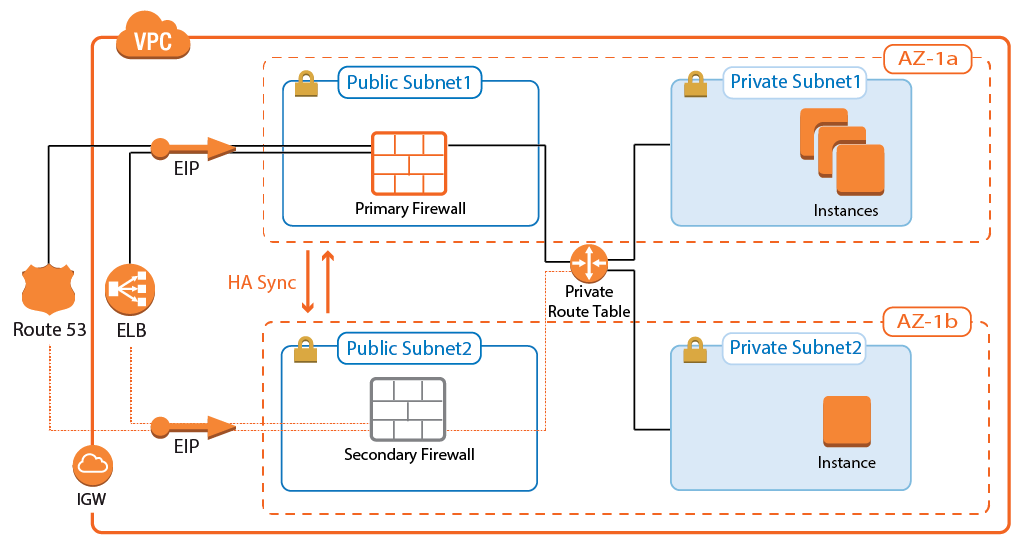 VPC
AZ-1a
Public Subnet1
Private Subnet1
EIP
Primary Firewall
Instances
HA Sync
Private
Route Table
Route 53
ELB
AZ-1b
Public Subnet2
Private Subnet2
EIP
Secondary Firewall
Instance
IGW